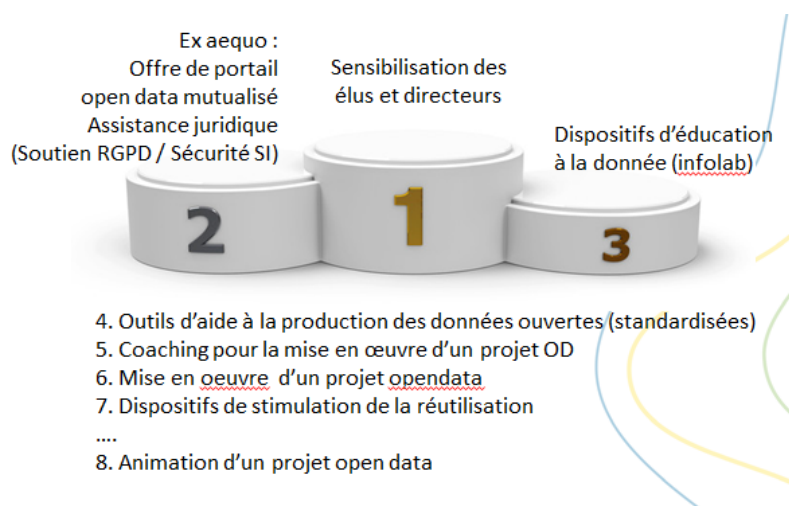 Ex aequo :
Offre de portail
open data mutualisé
Assistance juridique
(Soutien RGPD / Sécurité SI)
Sensibilisation des
élus et directeurs
Dispositifs d'éducation
à la donnée (infolab)
2
1
3
4. Outils d'aide à la production des données ouvertes (standardisées)
5. Coaching pour la mise en œuvre d'un projet OD
6. Mise en oeuvre d'un projet opendata
7. Dispositifs de stimulation de la réutilisation
....
8. Animation d'un projet open data